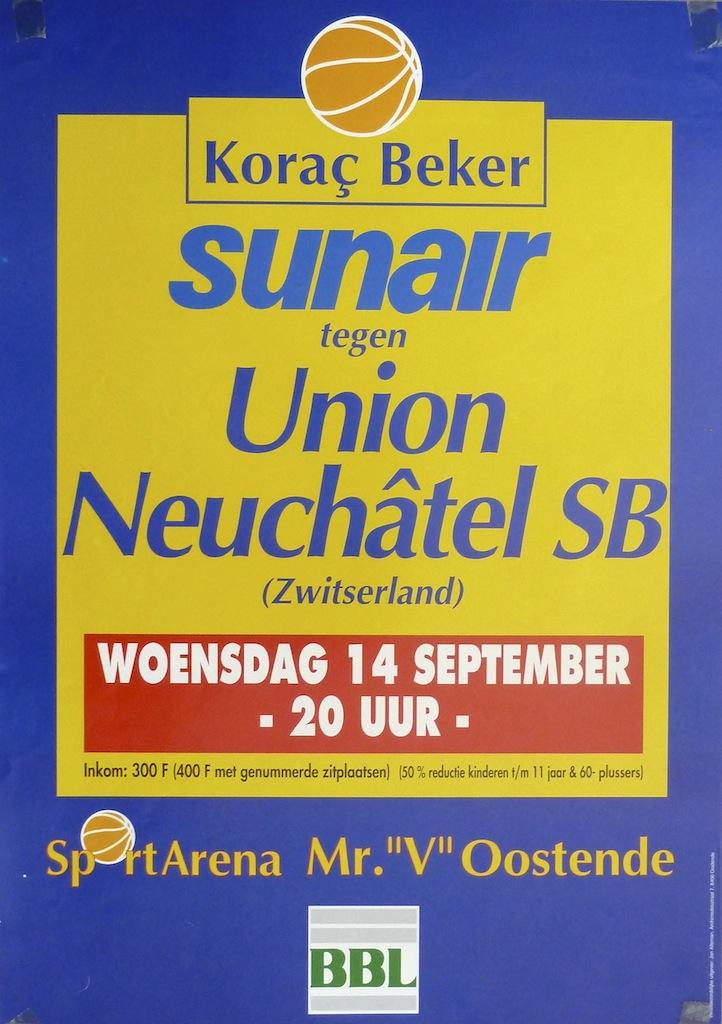 Koraç Beker
sunair
tegen
Union
Neuchâtel SB
(Zwitserland)
WOENSDAG 14 SEPTEMBER
- 20 UUR -
Inkom: 300 F (400 F met genummerde zitplaatsen) (50 % reductie kinderen t/m 11 jaar & 60- plussers)
SportArena Mr."V" Oostende
BBL